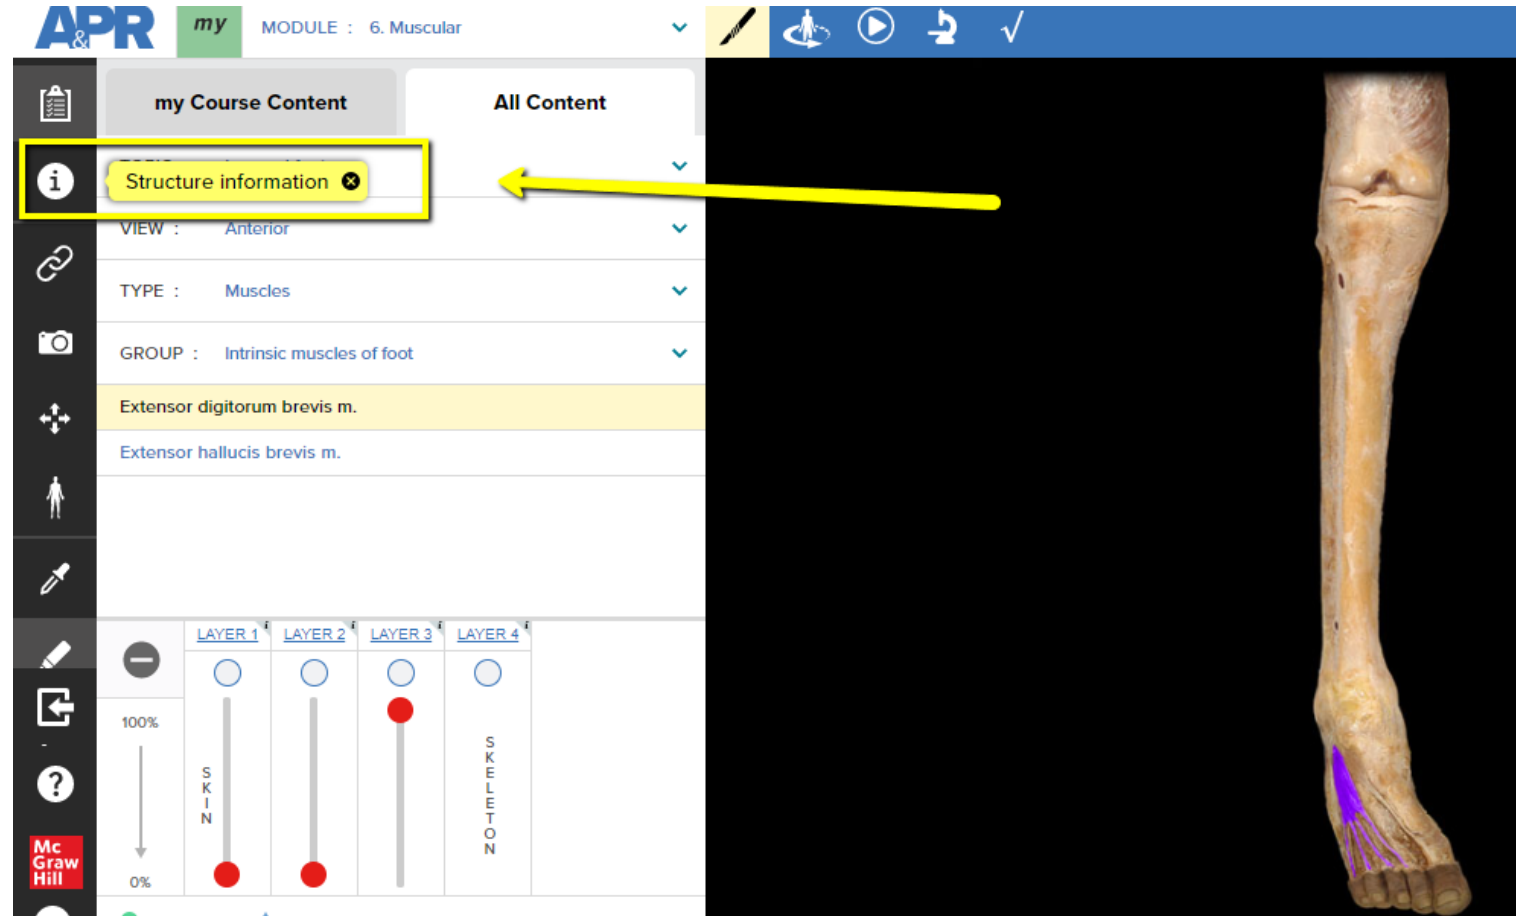 A&PR
my
MODULE : 6. Muscular
√
my Course Content
All Content
i
Structure information
VIEW : Anterior
TYPE : Muscles
GROUP : Intrinsic muscles of foot
Extensor digitorum brevis m.
Extensor hallucis brevis m.
LAYER 1 i LAYER 2 i LAYER 3 i LAYER 4 i
100%
SKIN
SKELETON
0%
?
Mc
Graw
Hill